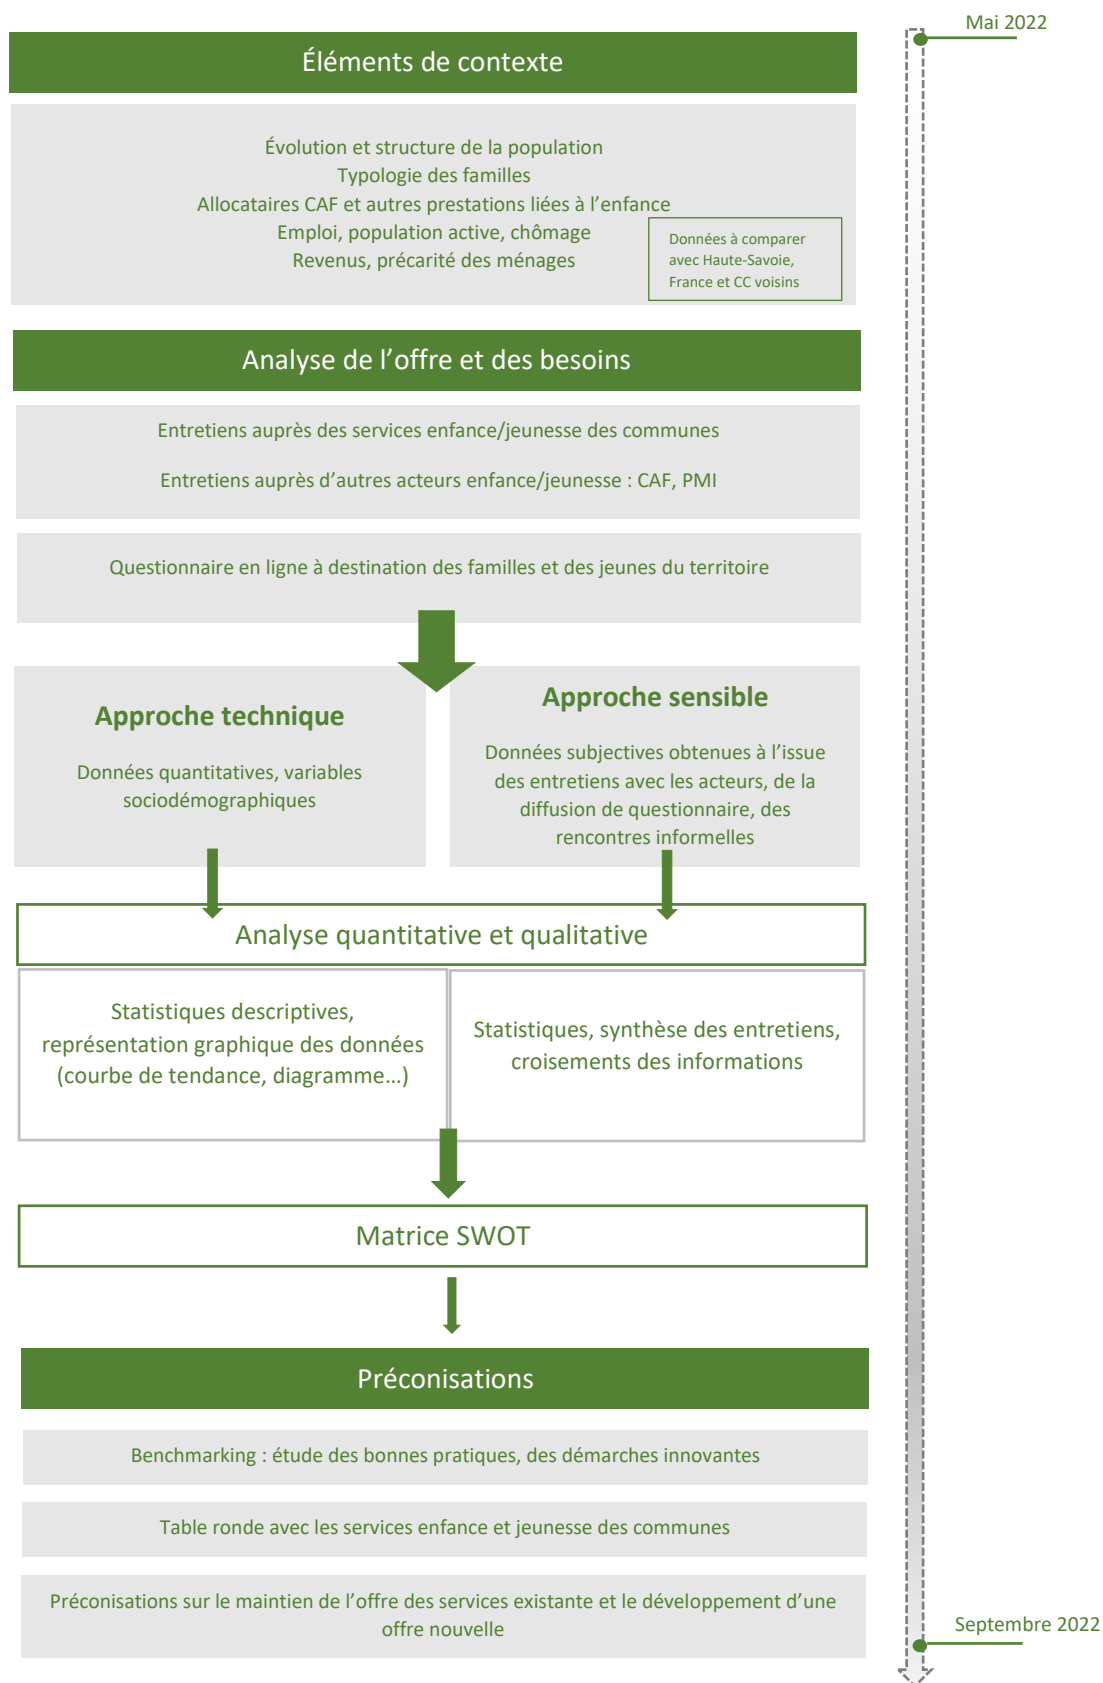 Mai 2022
Éléments de contexte
Évolution et structure de la population
Typologie des familles
Allocataires CAF et autres prestations liées à l’enfance
Emploi, population active, chômage
Revenus, précarité des ménages
Données à comparer
avec Haute-Savoie,
France et CC voisins
Analyse de l’offre et des besoins
Entretiens auprès des services enfance/jeunesse des communes
Entretiens auprès d’autres acteurs enfance/jeunesse : CAF, PMI
Questionnaire en ligne à destination des familles et des jeunes du territoire
Approche technique
Données quantitatives, variables
sociodémographiques
Approche sensible
Données subjectives obtenues à l’issue
des entretiens avec les acteurs, de la
diffusion de questionnaire, des
rencontres informelles
Analyse quantitative et qualitative
Statistiques descriptives,
représentation graphique des données
(courbe de tendance, diagramme…)
Statistiques, synthèse des entretiens,
croisements des informations
Matrice SWOT
Préconisations
Benchmarking : étude des bonnes pratiques, des démarches innovantes
Table ronde avec les services enfance et jeunesse des communes
Préconisations sur le maintien de l’offre des services existante et le développement d’une
offre nouvelle
Septembre 2022